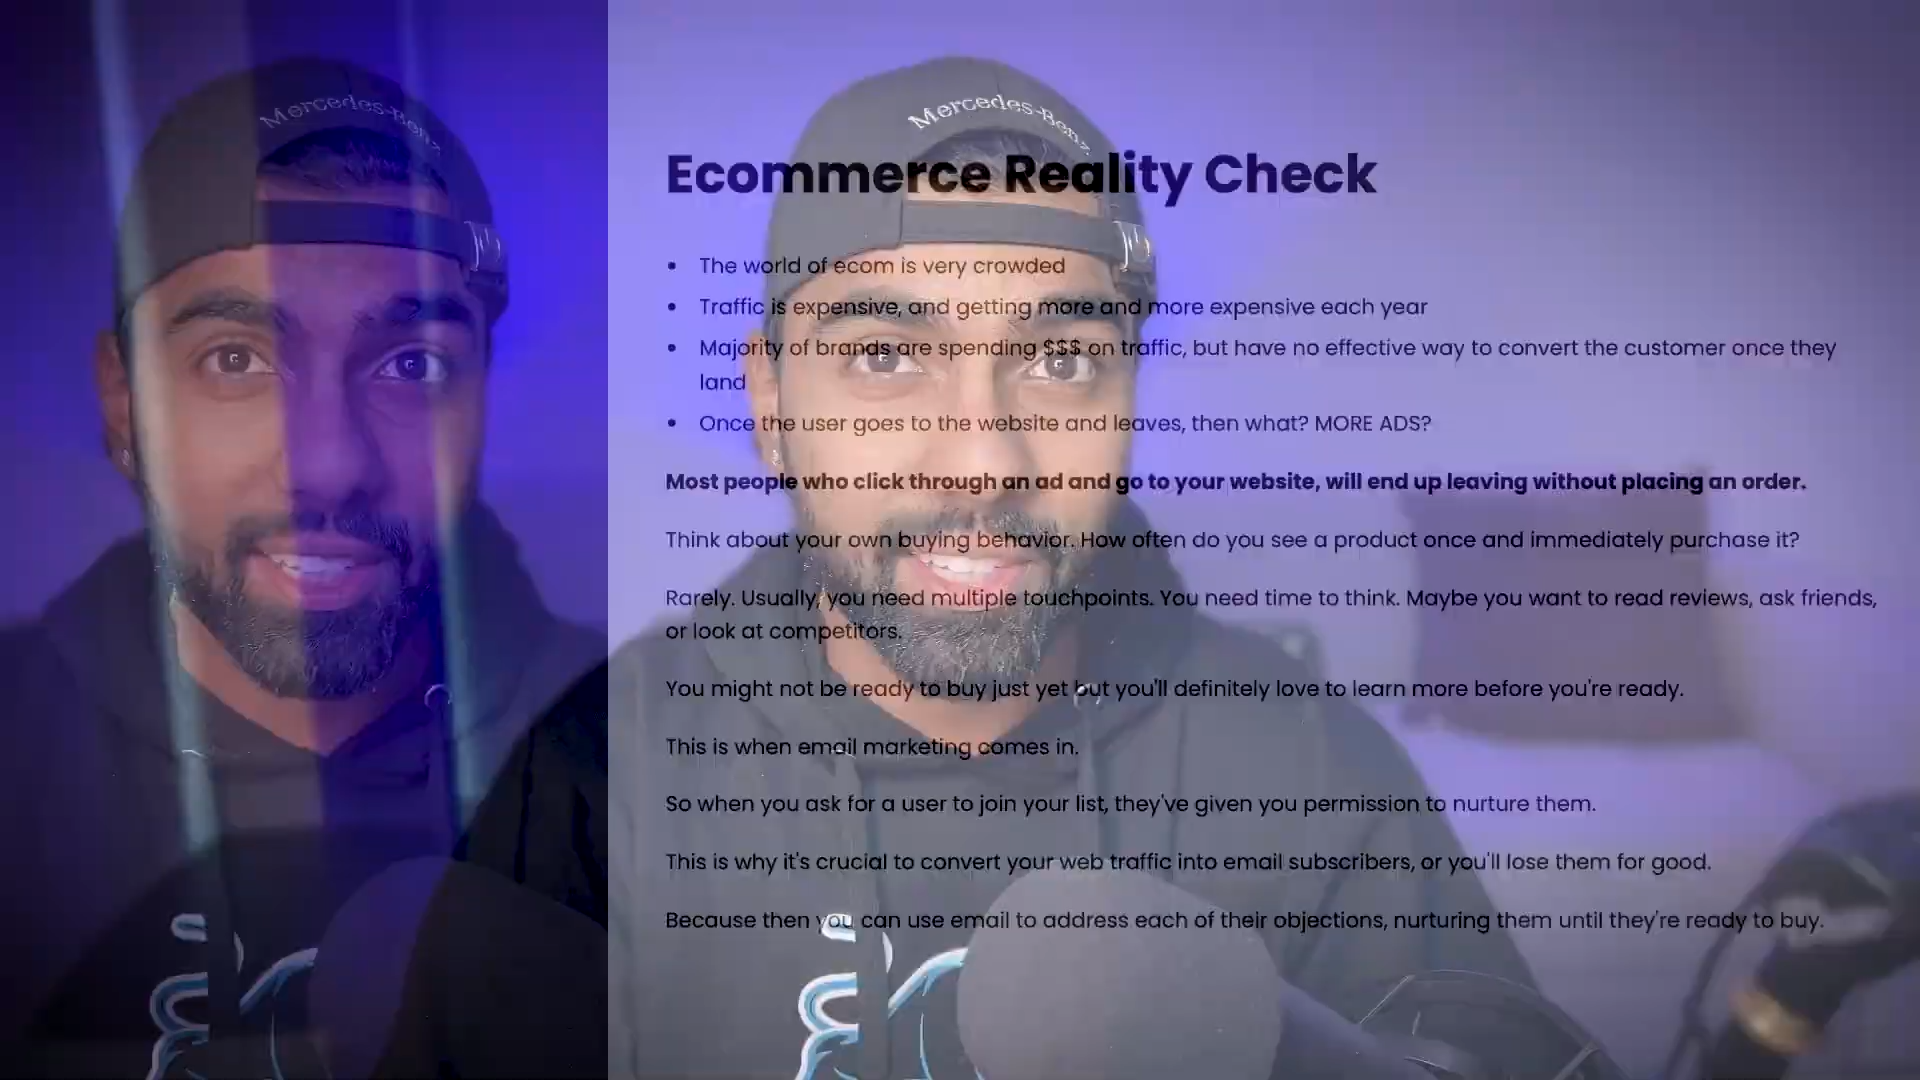 Mercedes-Benz
Mercedes-Benz
Ecommerce Reality Check
• The world of ecom is very crowded
• Traffic is expensive, and getting more and more expensive each year
• Majority of brands are spending $$$ on traffic, but have no effective way to convert the customer once they
land
• Once the user goes to the website and leaves, then what? MORE ADS?
Most people who click through an ad and go to your website, will end up leaving without placing an order.
Think about your own buying behavior. How often do you see a product once and immediately purchase it?
Rarely. Usually, you need multiple touchpoints. You need time to think. Maybe you want to read reviews, ask friends,
or look at competitors.
You might not be ready to buy just yet but you'll definitely love to learn more before you're ready.
This is when email marketing comes in.
So when you ask for a user to join your list, they've given you permission to nurture them.
This is why it's crucial to convert your web traffic into email subscribers, or you'll lose them for good.
Because then you can use email to address each of their objections, nurturing them until they're ready to buy.